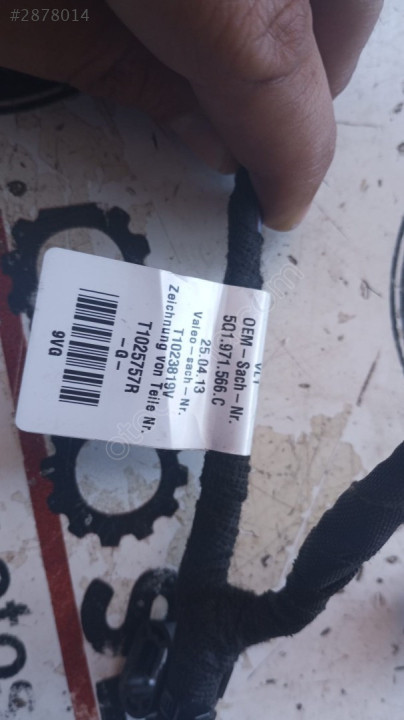 #2878014
OEM-Sach-Nr.
5Q1.971.566.C
25.04.13
Valeo-sach-Nr.
T1023819V
Zeichnung von Teile Nr.
T1025757R
-G-
9VG
otos